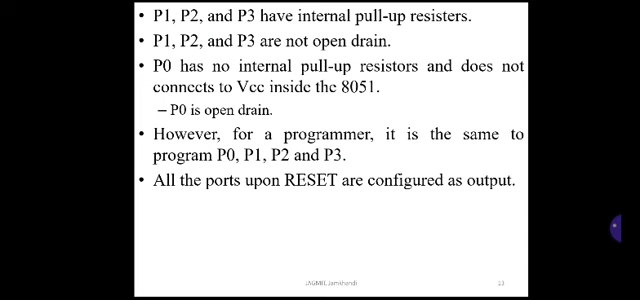 • P1, P2, and P3 have internal pull-up resisters.
• P1, P2, and P3 are not open drain.
• P0 has no internal pull-up resistors and does not
connects to Vcc inside the 8051.
– P0 is open drain.
• However, for a programmer, it is the same to
program P0, P1, P2 and P3.
• All the ports upon RESET are configured as output.
JAGMBI, Jamkhandi
13